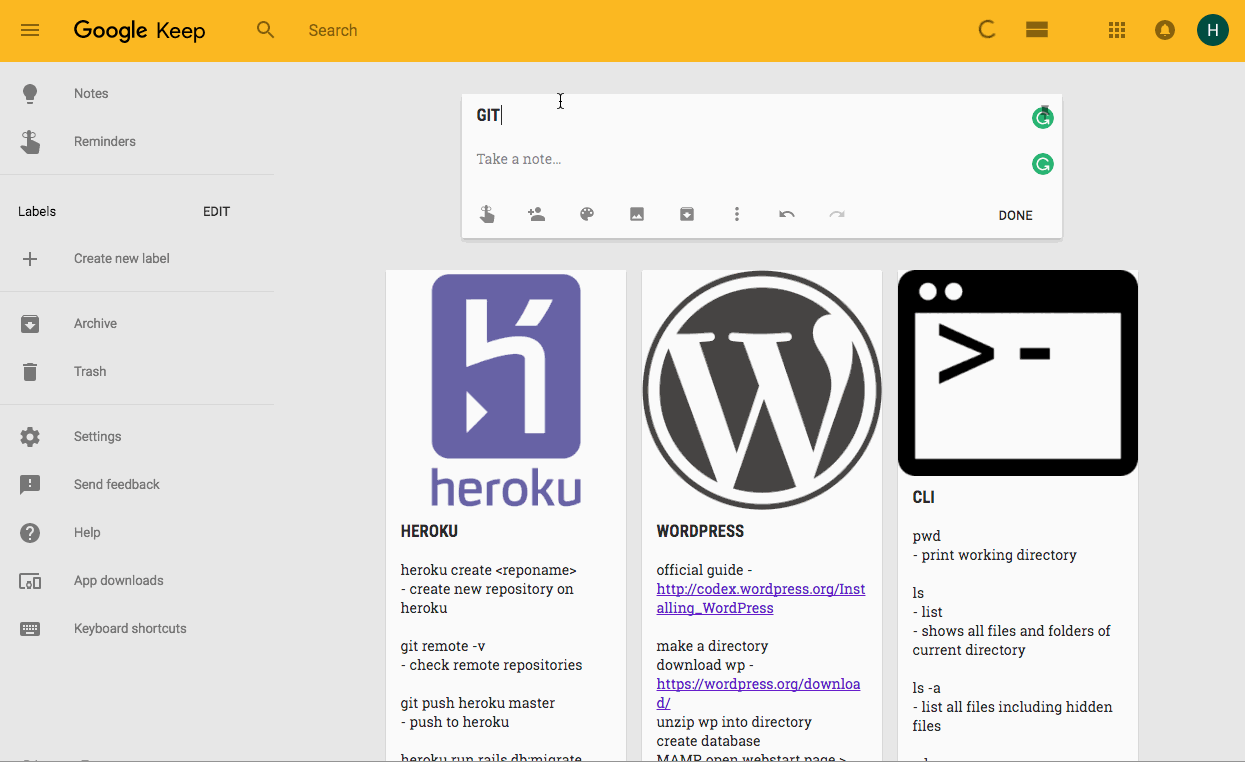 Google Keep
Search
H
Notes
Reminders
Labels
EDIT
Create new label
Archive
Trash
Settings
Send feedback
Help
App downloads
Keyboard shortcuts
GIT
Take a note...
DONE
heroku
HEROKU
heroku create <reponame>
- create new repository on
heroku
git remote -v
- check remote repositories
git push heroku master
- push to heroku
heroku run rails db:migrate
W
WORDPRESS
official guide -
http://codex.wordpress.org/Inst
alling_WordPress
make a directory
download wp -
https://wordpress.org/downloa
d/
unzip wp into directory
create database
MAMP open webstart page >
>-
CLI
pwd
- print working directory
ls
- list
- shows all files and folders of
current directory
ls -a
- list all files including hidden
files